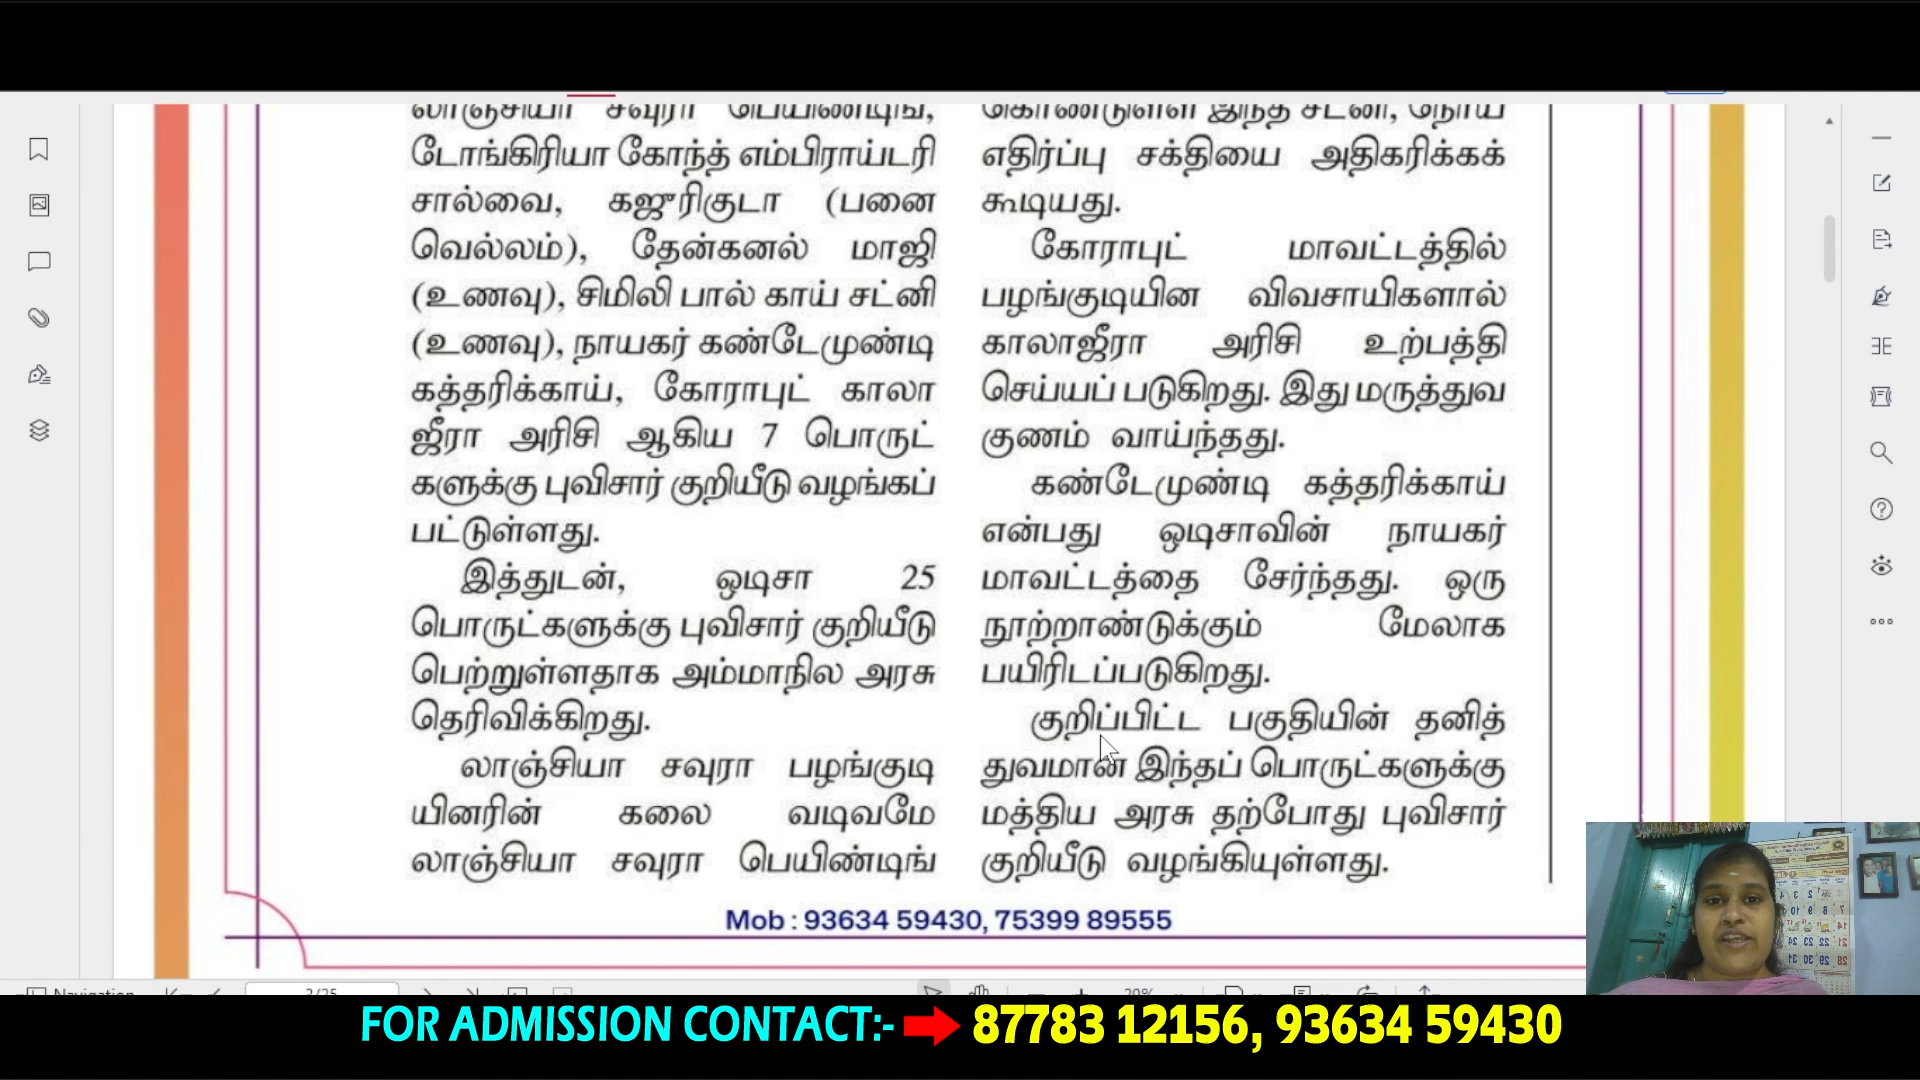 லாஞ்சியா சவுரா பெயிண்டிங்,
டோங்கிரியா கோந்த் எம்பிராய்டரி
சால்வை, கஜுரிகுடா (பனை
வெல்லம்), தேன்கனல் மாஜி
(உணவு), சிமிலி பால் காய் சட்னி
(உணவு), நாயகர் கண்டேமுண்டி
கத்தரிக்காய், கோராபுட் காலா
ஜீரா அரிசி ஆகிய 7 பொருட்
களுக்கு புவிசார் குறியீடு வழங்கப்
பட்டுள்ளது.
இத்துடன், ஒடிசா 25
பொருட்களுக்கு புவிசார் குறியீடு
பெற்றுள்ளதாக அம்மாநில அரசு
தெரிவிக்கிறது.
லாஞ்சியா சவுரா பழங்குடி
யினரின் கலை வடிவமே
லாஞ்சியா சவுரா பெயிண்டிங்
கொண்டுள்ள இந்த சட்னி, நோய்
எதிர்ப்பு சக்தியை அதிகரிக்கக்
கூடியது.
கோராபுட் மாவட்டத்தில்
பழங்குடியின விவசாயிகளால்
காலாஜீரா அரிசி உற்பத்தி
செய்யப் படுகிறது. இது மருத்துவ
குணம் வாய்ந்தது.
கண்டேமுண்டி கத்தரிக்காய்
என்பது ஒடிசாவின் நாயகர்
மாவட்டத்தை சேர்ந்தது. ஒரு
நூற்றாண்டுக்கும் மேலாக
பயிரிடப்படுகிறது.
குறிப்பிட்ட பகுதியின் தனித்
துவமான இந்தப் பொருட்களுக்கு
மத்திய அரசு தற்போது புவிசார்
குறியீடு வழங்கியுள்ளது.
Mob : 93634 59430, 75399 89555
FOR ADMISSION CONTACT:- 87783 12156, 93634 59430